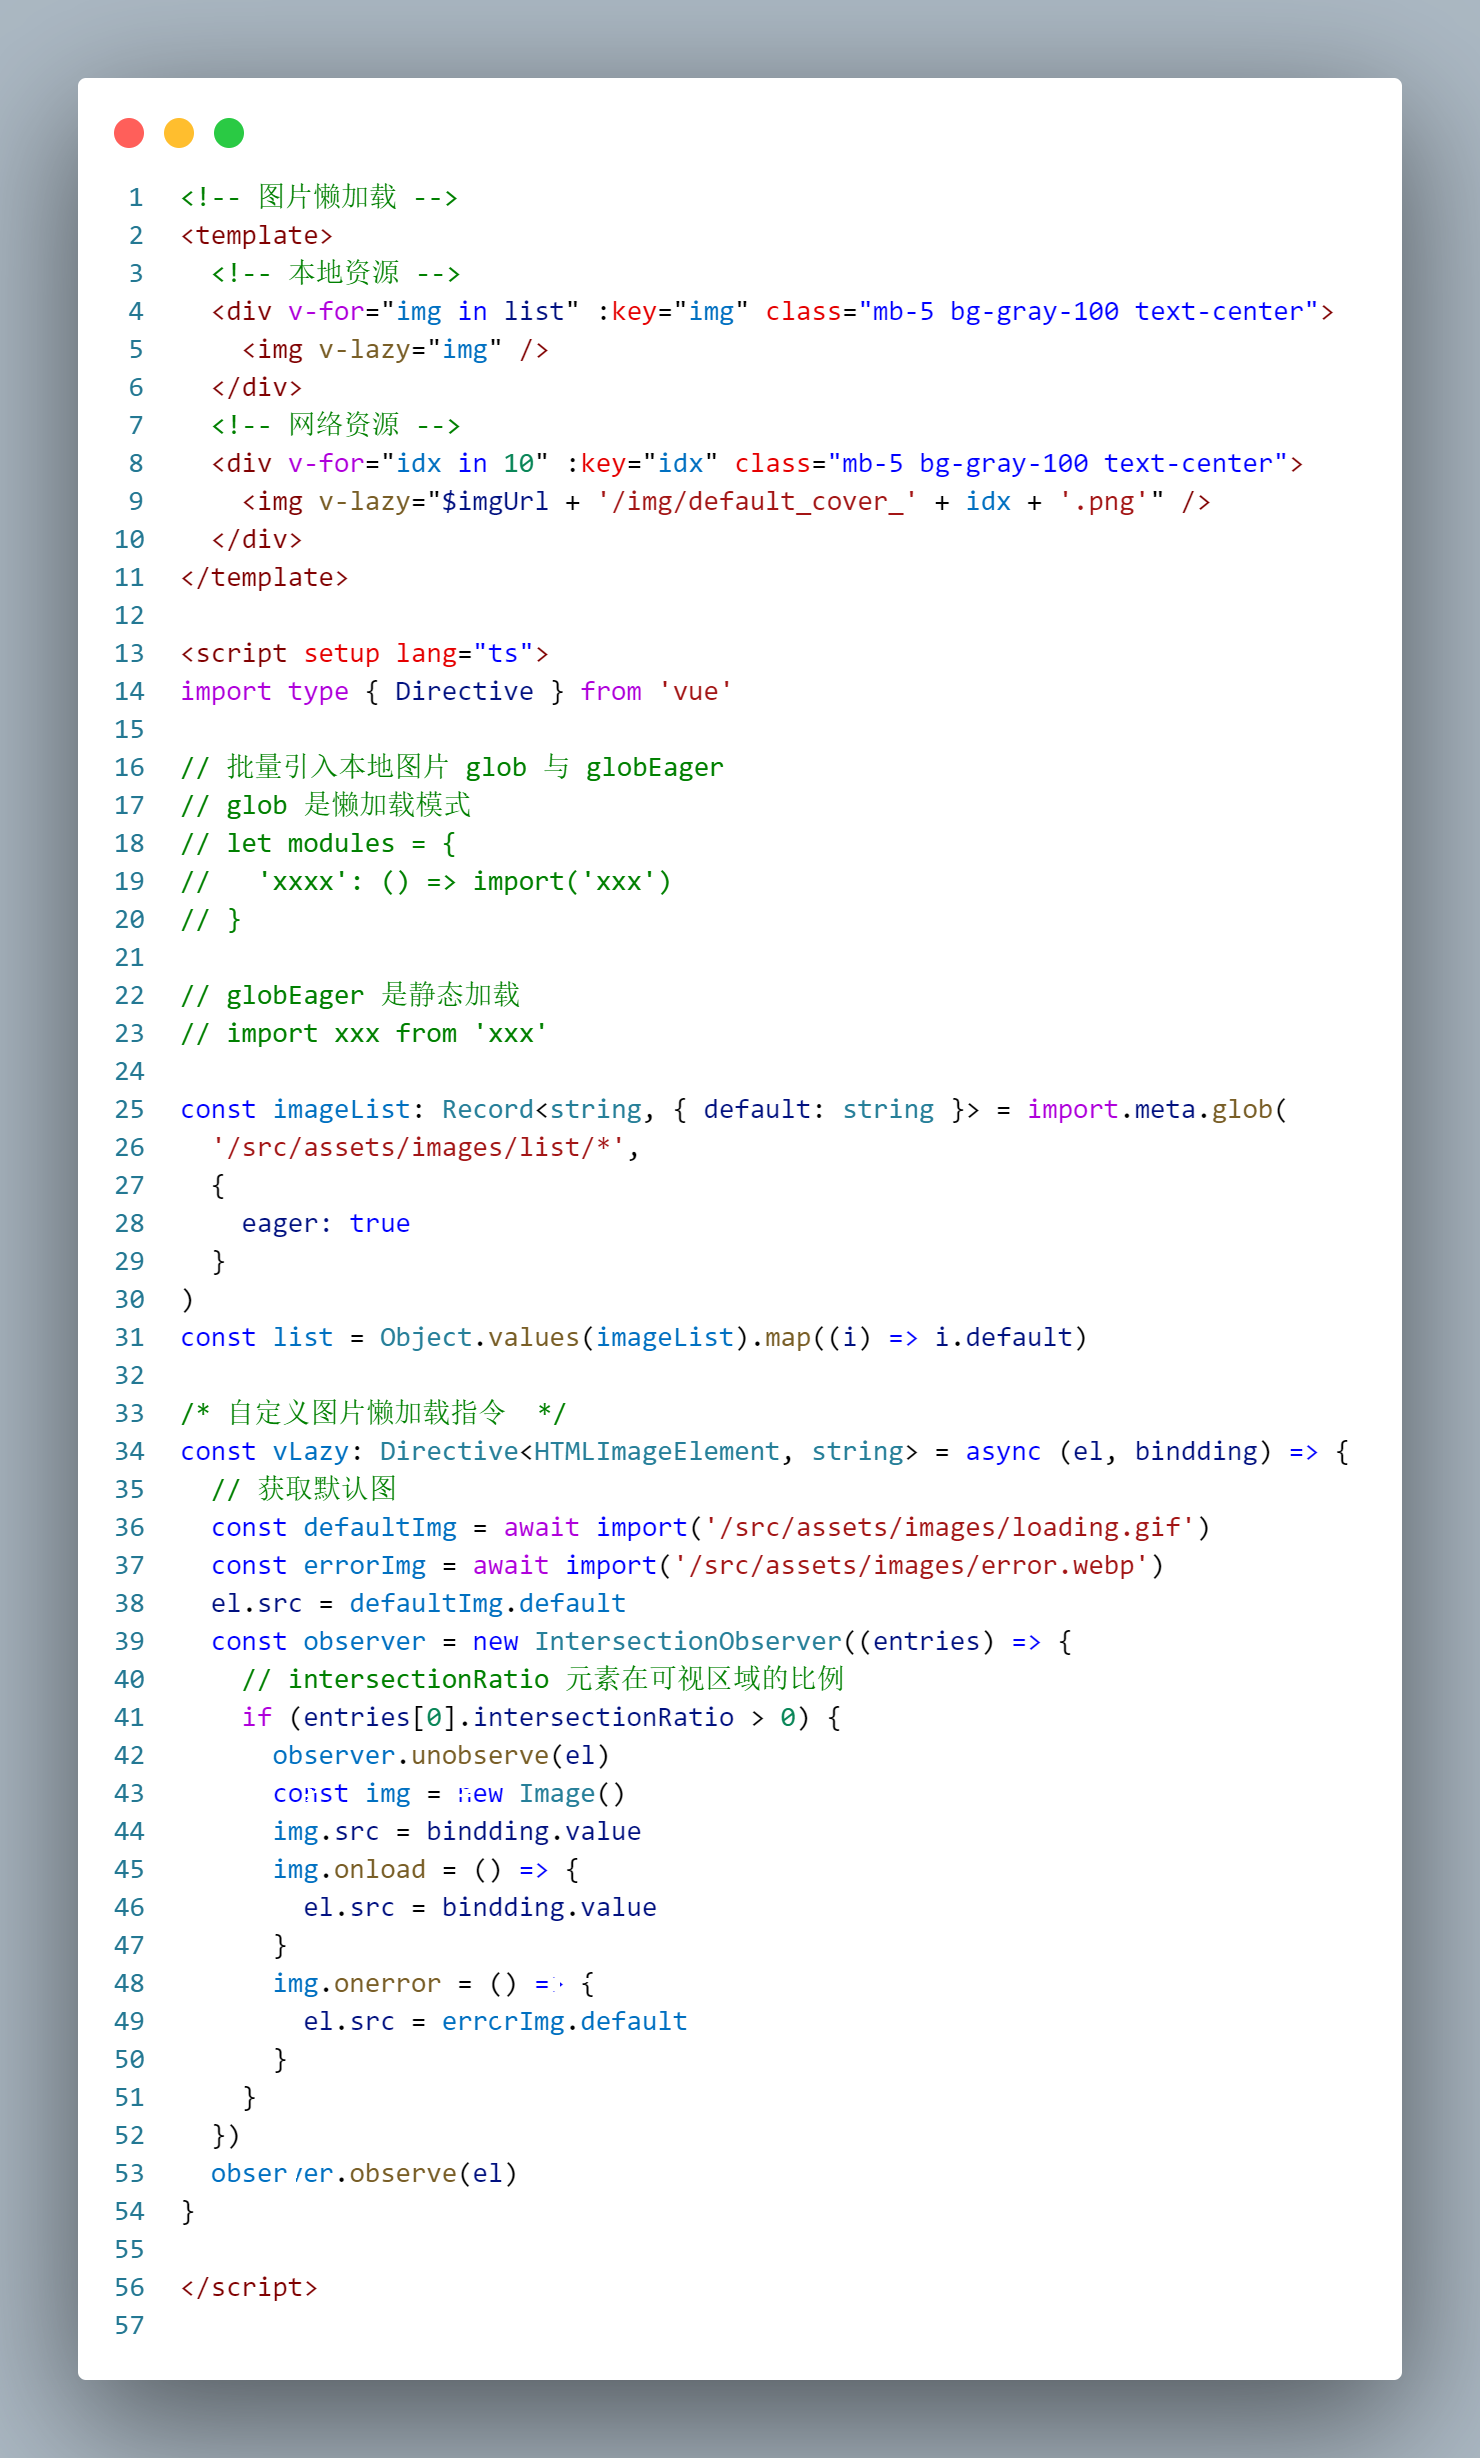 1 <!-- 图片懒加载 -->
2 <template>
3   <!-- 本地资源 -->
4   <div v-for="img in list" :key="img" class="mb-5 bg-gray-100 text-center">
5     <img v-lazy="img" />
6   </div>
7   <!-- 网络资源 -->
8   <div v-for="idx in 10" :key="idx" class="mb-5 bg-gray-100 text-center">
9     <img v-lazy="$imgUrl + '/img/default_cover_' + idx + '.png'" />
10   </div>
11 </template>
12
13 <script setup lang="ts">
14 import type { Directive } from 'vue'
15
16 // 批量引入本地图片 glob 与 globEager
17 // glob 是懒加载模式
18 // let modules = {
19 //   'xxxx': () => import('xxx')
20 // }
21
22 // globEager 是静态加载
23 // import xxx from 'xxx'
24
25 const imageList: Record<string, { default: string }> = import.meta.glob(
26   '/src/assets/images/list/*',
27   {
28     eager: true
29   }
30 )
31 const list = Object.values(imageList).map((i) => i.default)
32
33 /* 自定义图片懒加载指令  */
34 const vLazy: Directive<HTMLImageElement, string> = async (el, bindding) => {
35   // 获取默认图
36   const defaultImg = await import('/src/assets/images/loading.gif')
37   const errorImg = await import('/src/assets/images/error.webp')
38   el.src = defaultImg.default
39   const observer = new IntersectionObserver((entries) => {
40     // intersectionRatio 元素在可视区域的比例
41     if (entries[0].intersectionRatio > 0) {
42       observer.unobserve(el)
43       const img = new Image()
44       img.src = bindding.value
45       img.onload = () => {
46         el.src = bindding.value
47       }
48       img.onerror = () => {
49         el.src = errorImg.default
50       }
51     }
52   })
53   observer.observe(el)
54 }
55
56 </script>
57